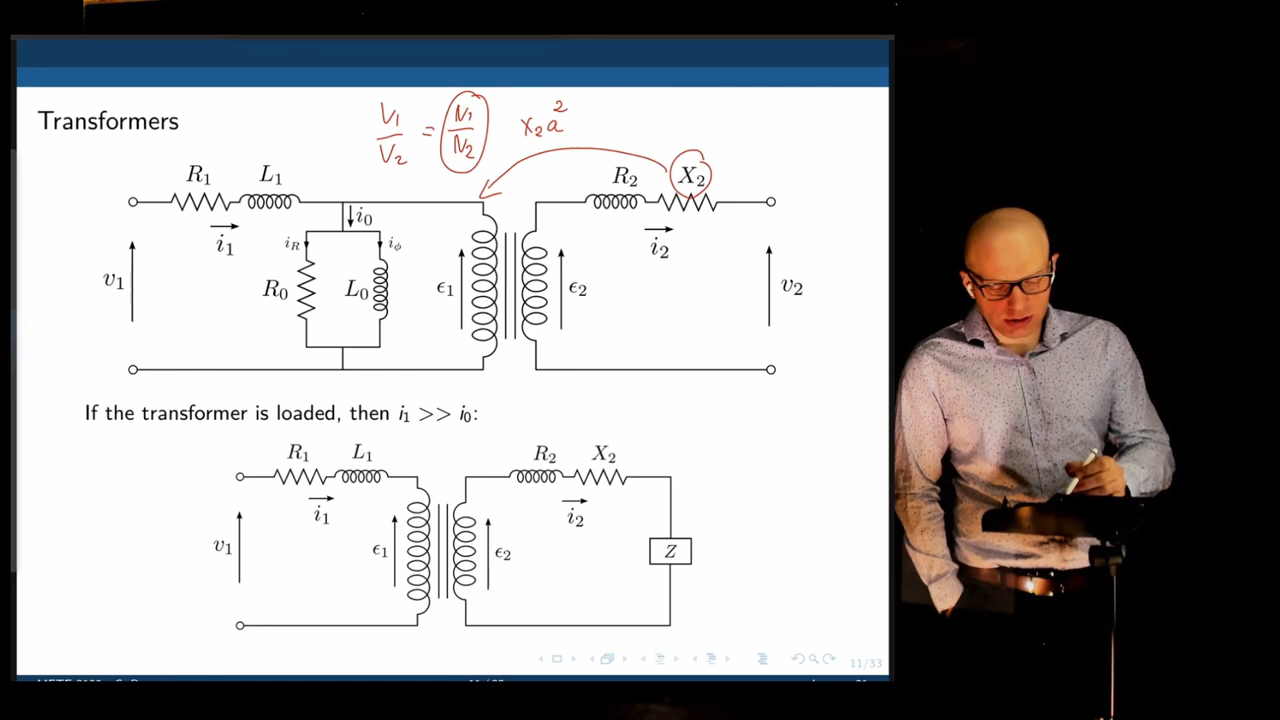 Transformers
V1/V2 = N1/N2 x2a²
R1 L1 R2 X2
i0
i1 iR iϕ i2
v1 R0 L0 ϵ1 ϵ2 v2
If the transformer is loaded, then i1 >> i0:
R1 L1 R2 X2
i1 i2
v1 ϵ1 ϵ2 Z
11/33